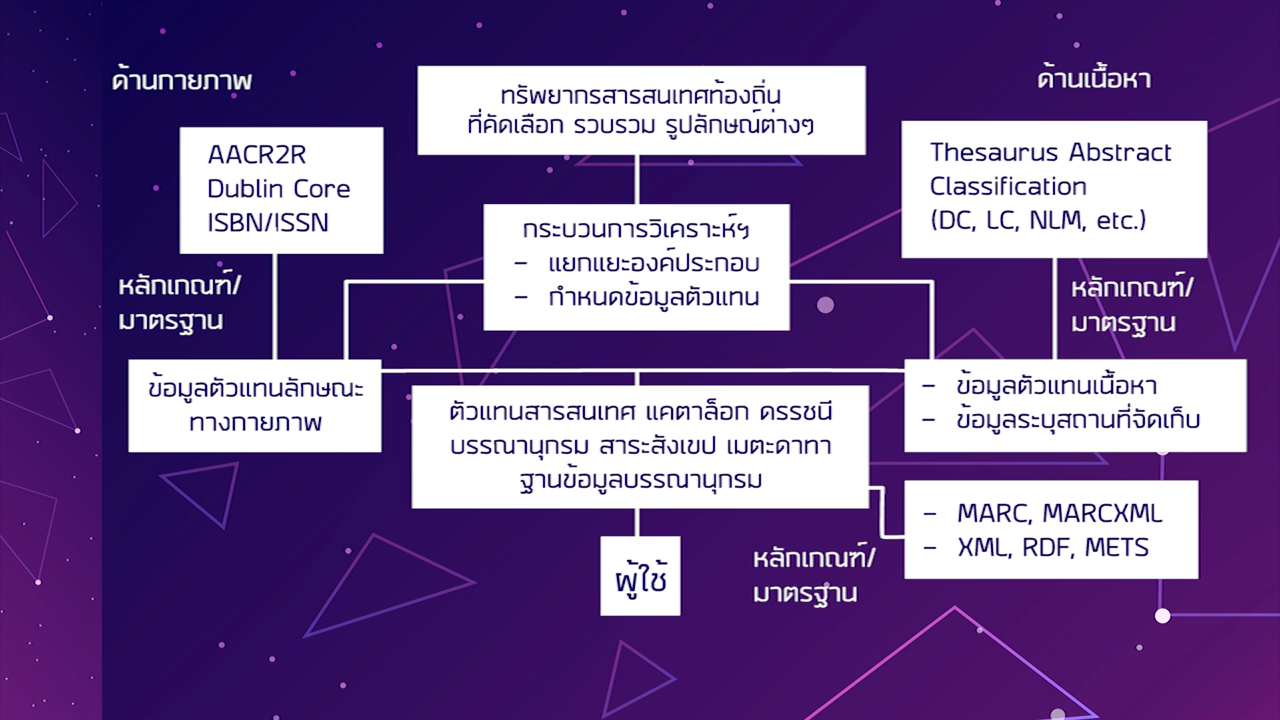 ด้านกายภาพ
ด้านเนื้อหา
ทรัพยากรสารสนเทศท้องถิ่น
ที่คัดเลือก รวบรวม รูปลักษณ์ต่างๆ
AACR2R
Dublin Core
ISBN/ISSN
Thesaurus Abstract
Classification
(DC, LC, NLM, etc.)
กระบวนการวิเคราะห์ฯ
- แยกแยะองค์ประกอบ
- กำหนดข้อมูลตัวแทน
หลักเกณฑ์/
มาตรฐาน
หลักเกณฑ์/
มาตรฐาน
ข้อมูลตัวแทนลักษณะ
ทางกายภาพ
ตัวแทนสารสนเทศ แคตาล็อก ดรรชนี
บรรณานุกรม สาระสังเขป เมตะดาทา
ฐานข้อมูลบรรณานุกรม
- ข้อมูลตัวแทนเนื้อหา
- ข้อมูลระบุสถานที่จัดเก็บ
- MARC, MARCXML
- XML, RDF, METS
หลักเกณฑ์/
มาตรฐาน
ผู้ใช้